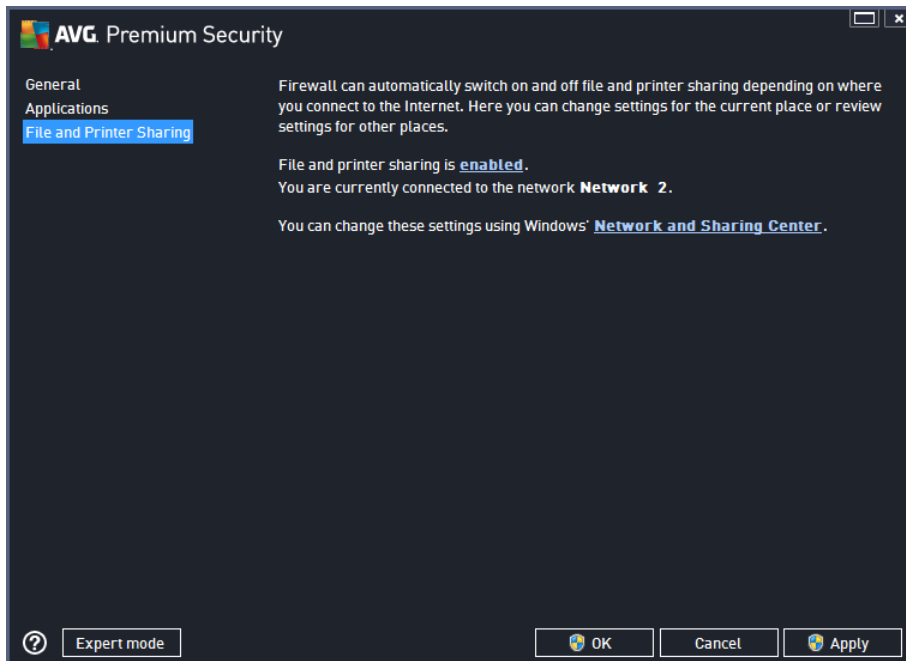 AVG. Premium Security
General
Applications
File and Printer Sharing
Firewall can automatically switch on and off file and printer sharing depending on where
you connect to the Internet. Here you can change settings for the current place or review
settings for other places.
File and printer sharing is enabled.
You are currently connected to the network Network 2.
You can change these settings using Windows' Network and Sharing Center.
? Expert mode
OK
Cancel
Apply